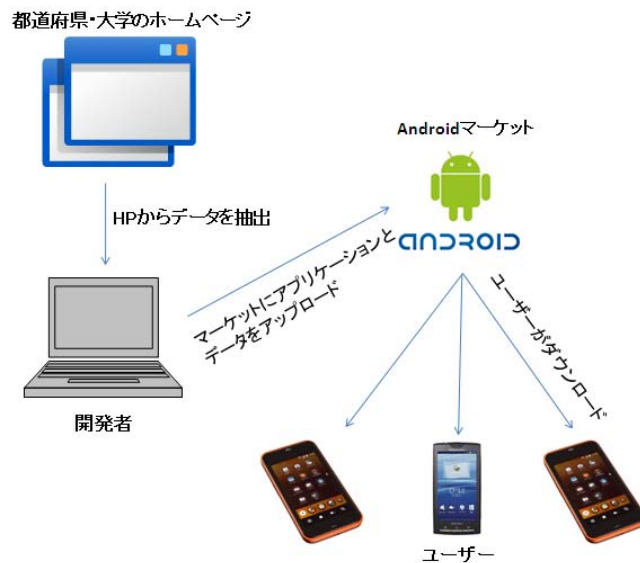 都道府県・大学のホームページ
Androidマーケット
HPからデータを抽出
ANDROID
マーケットにアプリケーションと
データをアップロード
ユーザーがダウンロード
開発者
ユーザー